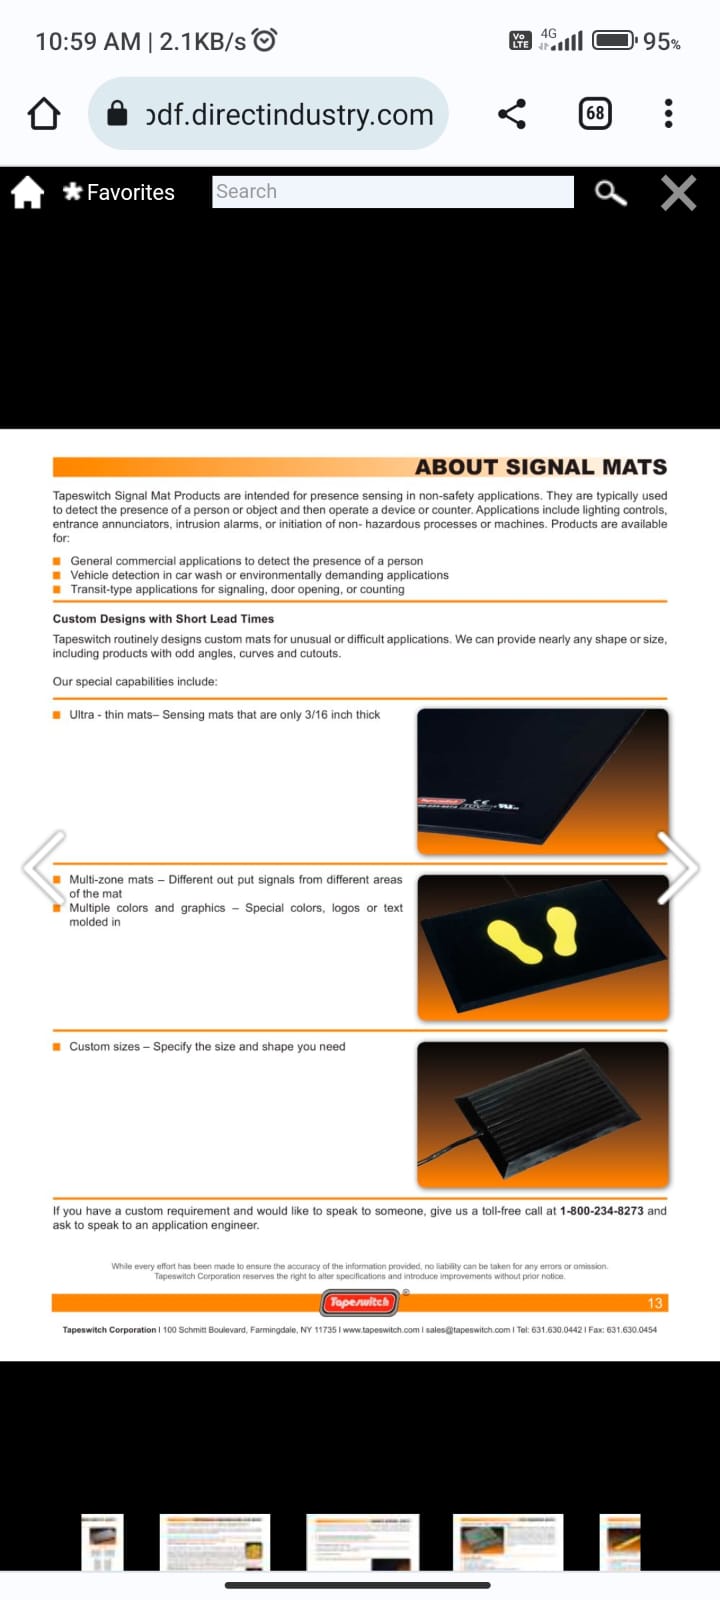 10:59 AM | 2.1KB/s
Vo LTE 4G 95%
df.directindustry.com
68
Favorites
Search
ABOUT SIGNAL MATS
Tapeswitch Signal Mat Products are intended for presence sensing in non-safety applications. They are typically used
to detect the presence of a person or object and then operate a device or counter. Applications include lighting controls,
entrance annunciators, intrusion alarms, or initiation of non- hazardous processes or machines. Products are available
for:
General commercial applications to detect the presence of a person
Vehicle detection in car wash or environmentally demanding applications
Transit-type applications for signaling, door opening, or counting
Custom Designs with Short Lead Times
Tapeswitch routinely designs custom mats for unusual or difficult applications. We can provide nearly any shape or size,
including products with odd angles, curves and cutouts.
Our special capabilities include:
Ultra - thin mats– Sensing mats that are only 3/16 inch thick
Multi-zone mats – Different out put signals from different areas
of the mat
Multiple colors and graphics – Special colors, logos or text
molded in
Custom sizes – Specify the size and shape you need
If you have a custom requirement and would like to speak to someone, give us a toll-free call at 1-800-234-8273 and
ask to speak to an application engineer.
While every effort has been made to ensure the accuracy of the information provided, no liability can be taken for any errors or omission.
Tapeswitch Corporation reserves the right to alter specifications and introduce improvements without prior notice.
Tapeswitch ®
13
Tapeswitch Corporation I 100 Schmitt Boulevard, Farmingdale, NY 11735 I www.tapeswitch.com I sales@tapeswitch.com I Tel: 631.630.0442 I Fax: 631.630.0454